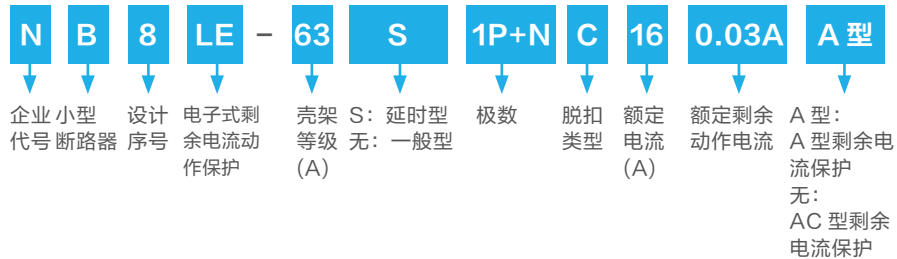 N B 8 LE - 63 S 1P+N C 16 0.03A A 型
企业
代号
小型
断路器
设计
序号
电子式剩
余电流动
作保护
壳架
等级
(A)
S：延时型
无：一般型
极数
脱扣
类型
额定
电流
(A)
额定剩余
动作电流
A 型：
A 型剩余电
流保护
无：
AC 型剩余
电流保护